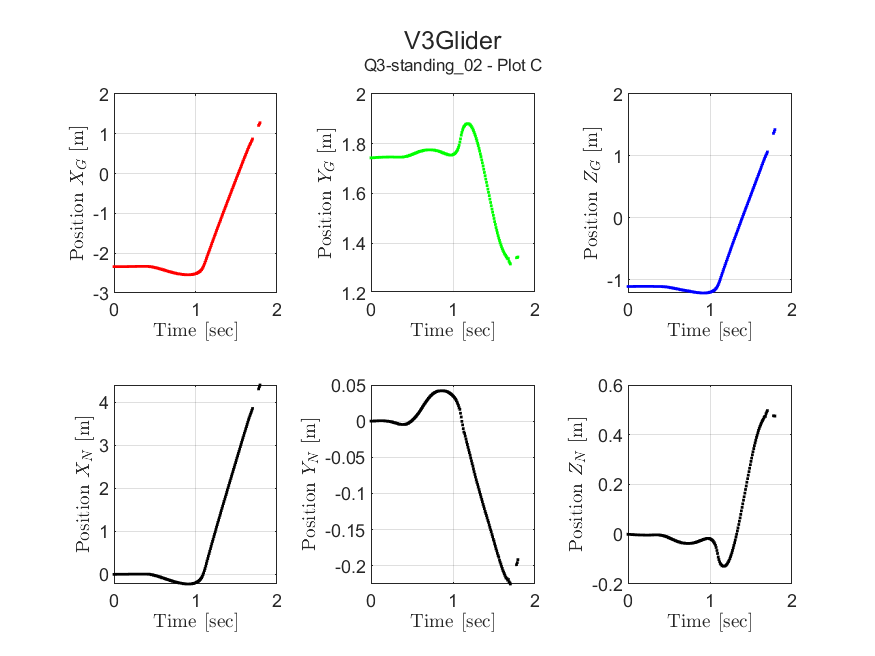 V3Glider
Q3-standing_02 - Plot C
2
1
0
-1
-2
-3
Position X_G [m]
0 1 2
Time [sec]
2
1.8
1.6
1.4
1.2
Position Y_G [m]
0 1 2
Time [sec]
2
1
0
-1
Position Z_G [m]
0 1 2
Time [sec]
4
3
2
1
0
Position X_N [m]
0 1 2
Time [sec]
0.05
0
-0.05
-0.1
-0.15
-0.2
Position Y_N [m]
0 1 2
Time [sec]
0.6
0.4
0.2
0
-0.2
Position Z_N [m]
0 1 2
Time [sec]